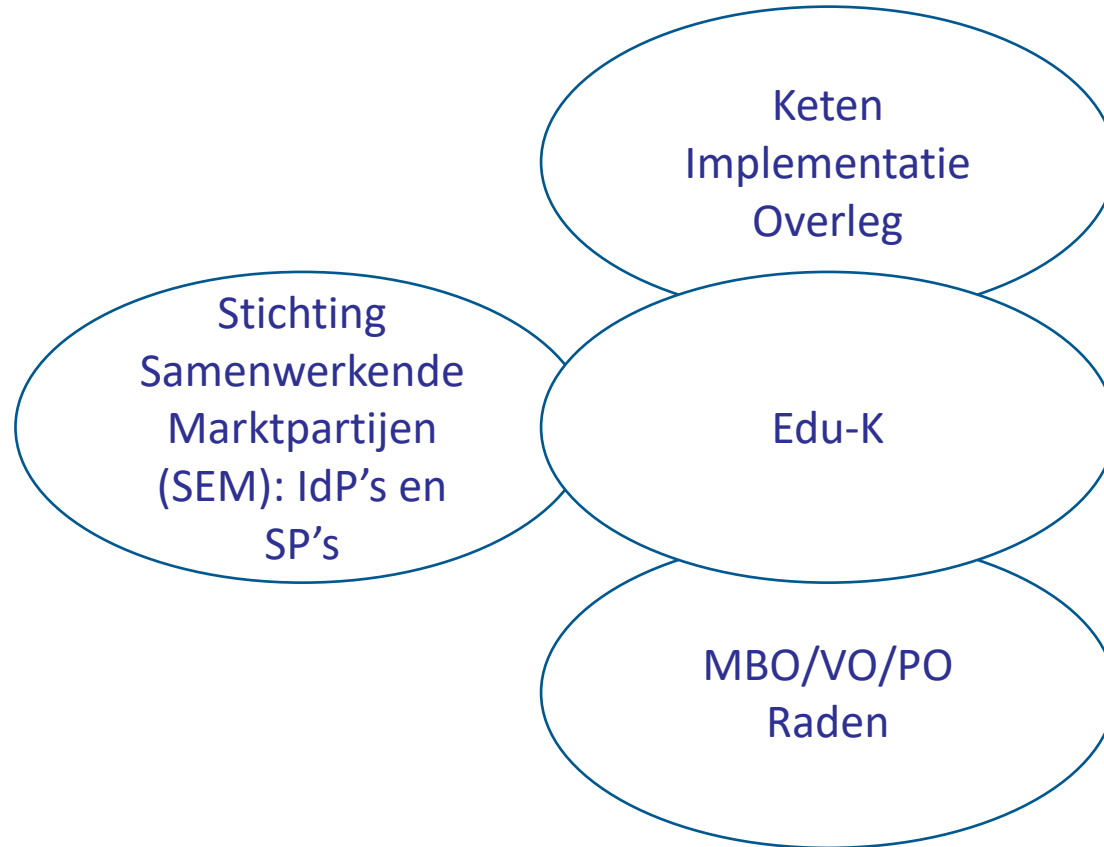 Keten
Implementatie
Overleg
Stichting
Samenwerkende
Marktpartijen
(SEM): IdP’s en
SP’s
Edu-K
MBO/VO/PO
Raden